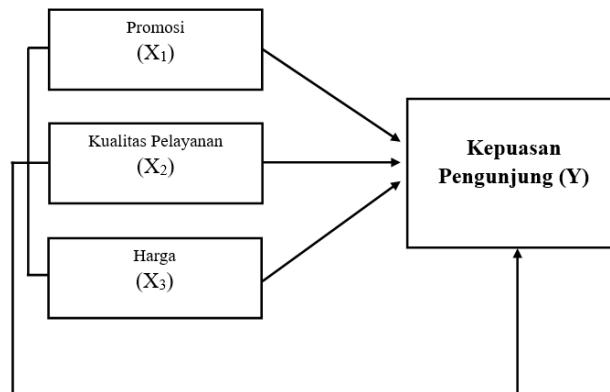 Promosi
(X₁)
Kualitas Pelayanan
(X₂)
Harga
(X₃)
Kepuasan
Pengunjung (Y)